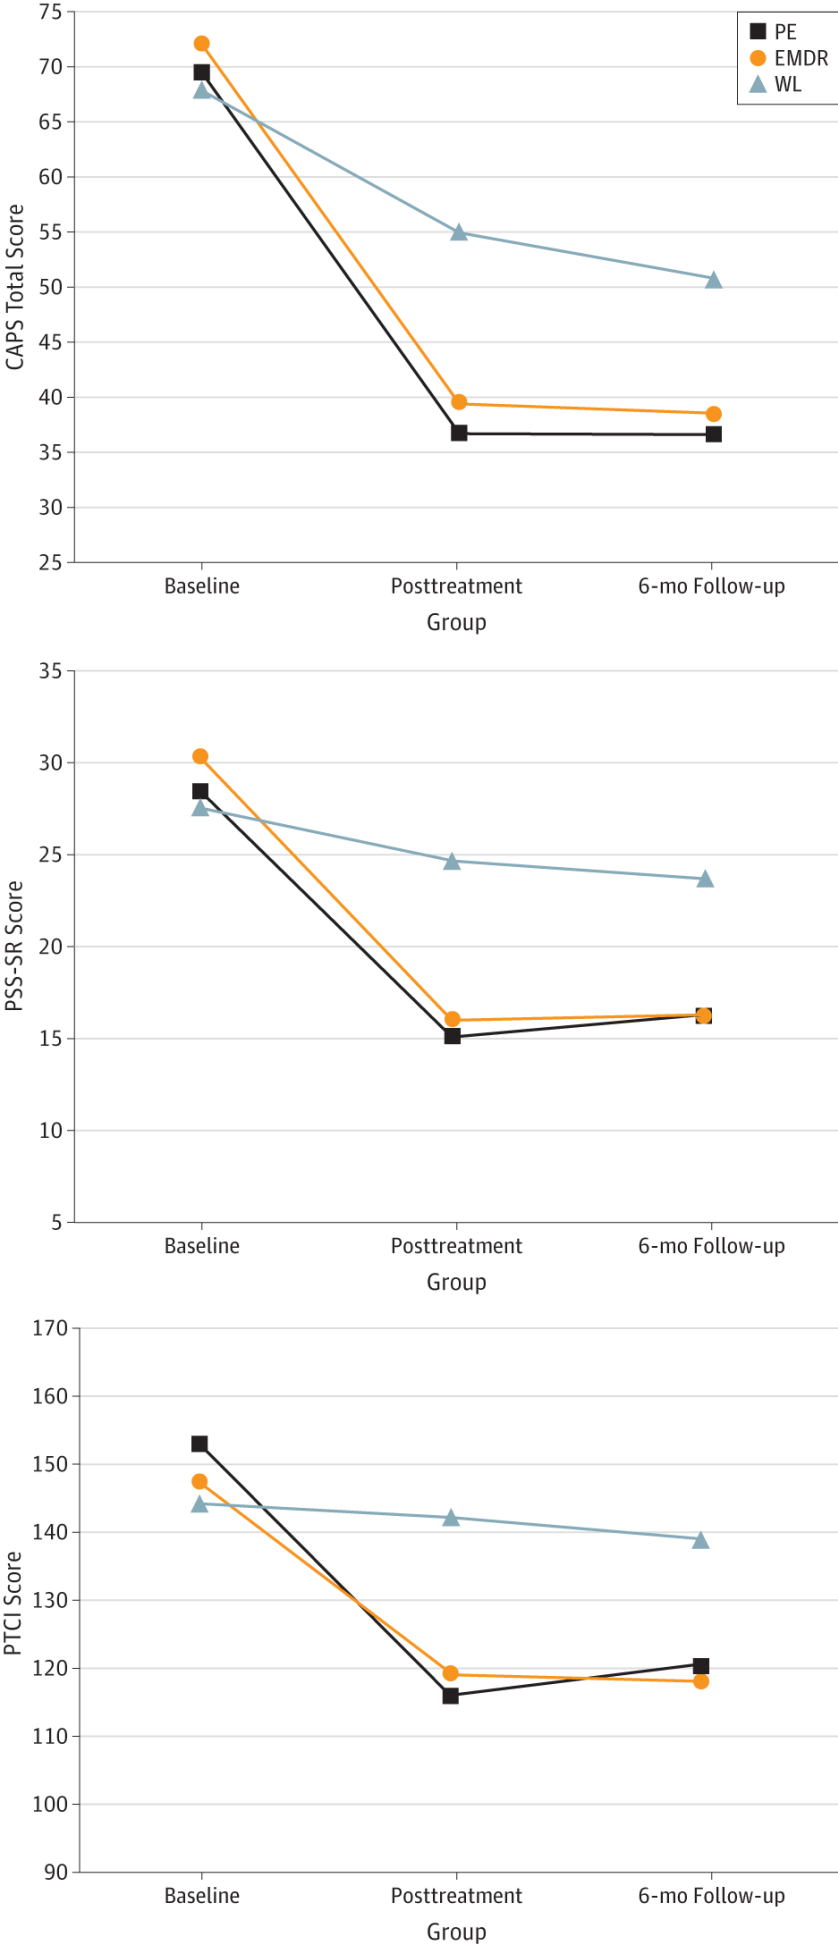 75
70
65
60
55
50
45
40
35
30
25
CAPS Total Score
PE
EMDR
WL
Baseline Posttreatment 6-mo Follow-up
Group
35
30
25
20
15
10
5
PSS-SR Score
Baseline Posttreatment 6-mo Follow-up
Group
170
160
150
140
130
120
110
100
90
PTCI Score
Baseline Posttreatment 6-mo Follow-up
Group